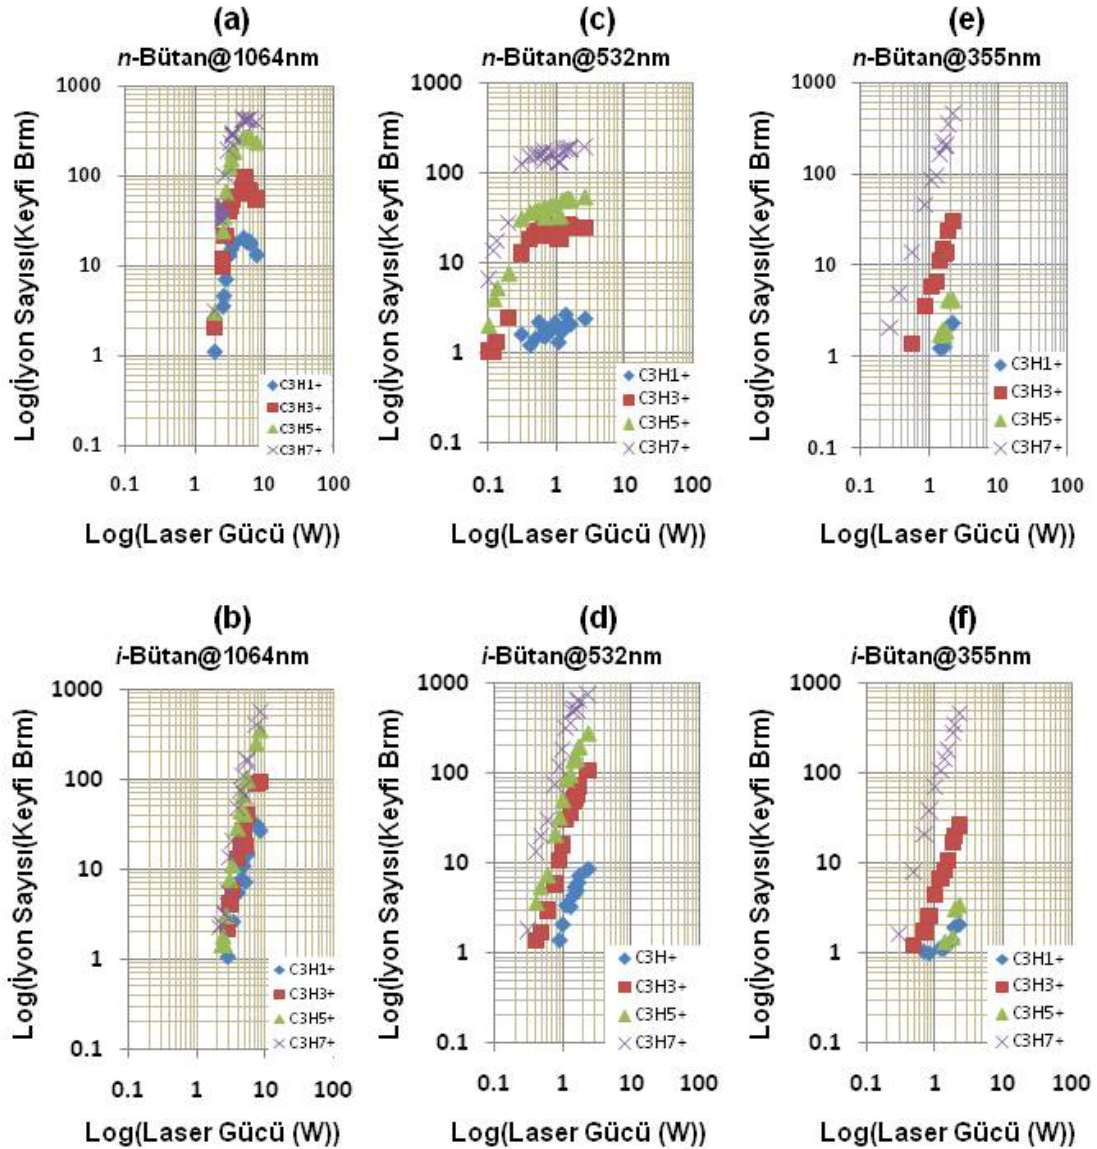 (a)
n-Bütan@1064nm
Log(İyon Sayısı(Keyfi Brm)
1000
100
10
1
0.1
0.1 1 10 100
C3H1+
C3H3+
C3H5+
C3H7+
Log(Laser Gücü (W))
(c)
n-Bütan@532nm
Log(İyon Sayısı(Keyfi Brm)
1000
100
10
1
0.1
0.1 1 10 100
C3H1+
C3H3+
C3H5+
C3H7+
Log(Laser Gücü (W))
(e)
n-Bütan@355nm
Log(İyon Sayısı(Keyfi Brm)
1000
100
10
1
0.1
0.1 1 10 100
C3H1+
C3H3+
C3H5+
C3H7+
Log(Laser Gücü (W))
(b)
i-Bütan@1064nm
Log(İyon Sayısı(Keyfi Brm)
1000
100
10
1
0.1
0.1 1 10 100
C3H1+
C3H3+
C3H5+
C3H7+
Log(Laser Gücü (W))
(d)
i-Bütan@532nm
Log(İyon Sayısı(Keyfi Brm)
1000
100
10
1
0.1
0.1 1 10 100
C3H+
C3H3+
C3H5+
C3H7+
Log(Laser Gücü (W))
(f)
i-Bütan@355nm
Log(İyon Sayısı(Keyfi Brm)
1000
100
10
1
0.1
0.1 1 10 100
C3H1+
C3H3+
C3H5+
C3H7+
Log(Laser Gücü (W))